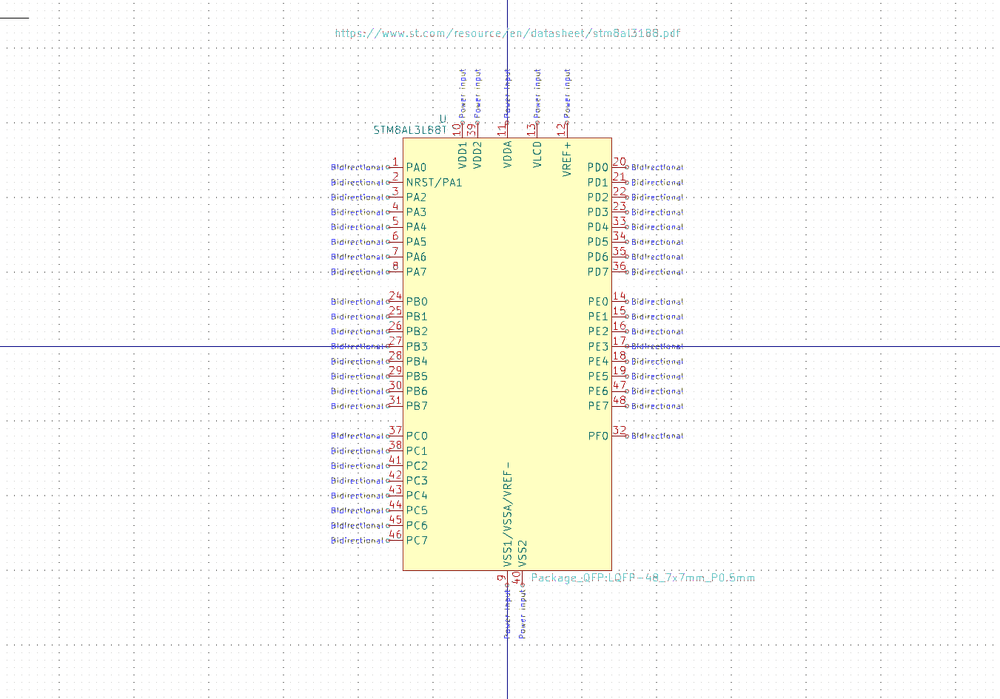 https://www.st.com/resource/en/datasheet/stm8al3188.pdf
Power input Power input Power input Power input Power input
U
STM8AL3L88T
10 39 11 13 12
VDD1 VDD2 VDDA VLCD VREF+
Bidirectional 1 PA0 PD0 20 Bidirectional
Bidirectional 2 NRST/PA1 PD1 21 Bidirectional
Bidirectional 3 PA2 PD2 22 Bidirectional
Bidirectional 4 PA3 PD3 23 Bidirectional
Bidirectional 5 PA4 PD4 33 Bidirectional
Bidirectional 6 PA5 PD5 34 Bidirectional
Bidirectional 7 PA6 PD6 35 Bidirectional
Bidirectional 8 PA7 PD7 36 Bidirectional
Bidirectional 24 PB0 PE0 14 Bidirectional
Bidirectional 25 PB1 PE1 15 Bidirectional
Bidirectional 26 PB2 PE2 16 Bidirectional
Bidirectional 27 PB3 PE3 17 Bidirectional
Bidirectional 28 PB4 PE4 18 Bidirectional
Bidirectional 29 PB5 PE5 19 Bidirectional
Bidirectional 30 PB6 PE6 47 Bidirectional
Bidirectional 31 PB7 PE7 48 Bidirectional
Bidirectional 37 PC0 PF0 32 Bidirectional
Bidirectional 38 PC1
Bidirectional 41 PC2
Bidirectional 42 PC3
Bidirectional 43 PC4
Bidirectional 44 PC5
Bidirectional 45 PC6
Bidirectional 46 PC7
VSS1/VSSA/VREF- VSS2
9 40
Package_QFP:LQFP-48_7x7mm_P0.5mm
Power input Power input